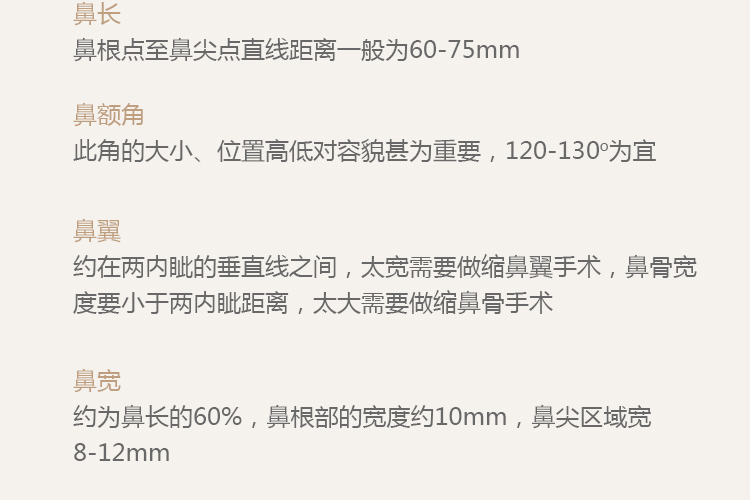 鼻长
鼻根点至鼻尖点直线距离一般为60-75mm
鼻额角
此角的大小、位置高低对容貌甚为重要，120-130º为宜
鼻翼
约在两内眦的垂直线之间，太宽需要做缩鼻翼手术，鼻骨宽
度要小于两内眦距离，太大需要做缩鼻骨手术
鼻宽
约为鼻长的60%，鼻根部的宽度约10mm，鼻尖区域宽
8-12mm